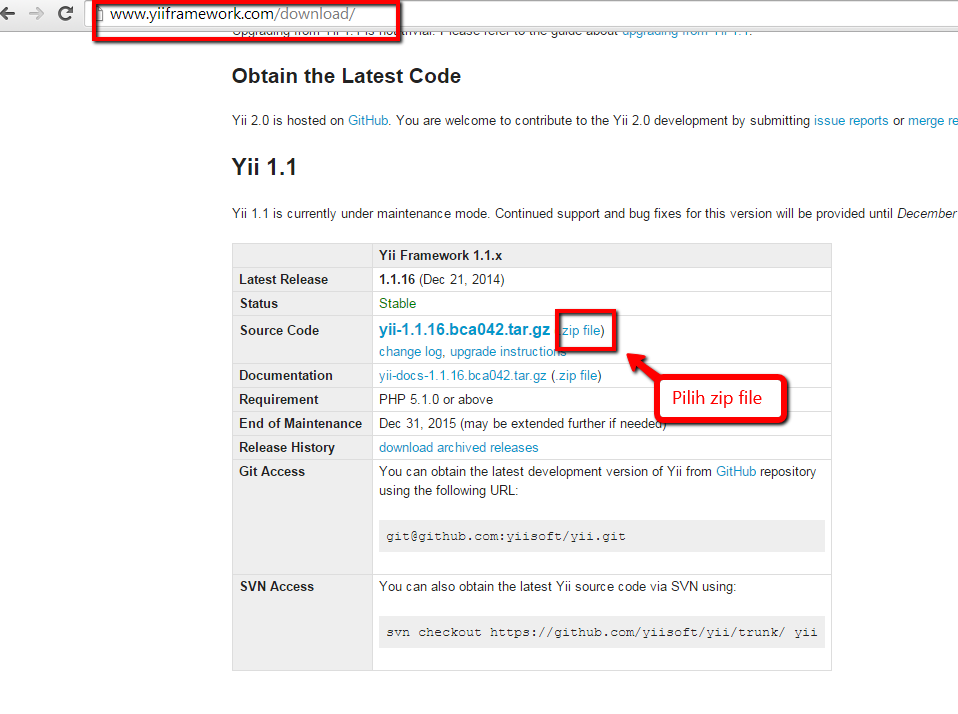 www.yiiframework.com/download/
Upgrading from Yii 1.1 is not trivial. Please refer to the guide about upgrading from Yii 1.1.
Obtain the Latest Code
Yii 2.0 is hosted on GitHub. You are welcome to contribute to the Yii 2.0 development by submitting issue reports or merge re
Yii 1.1
Yii 1.1 is currently under maintenance mode. Continued support and bug fixes for this version will be provided until December
Yii Framework 1.1.x
Latest Release 1.1.16 (Dec 21, 2014)
Status Stable
Source Code yii-1.1.16.bca042.tar.gz zip file)
change log, upgrade instructions
Documentation yii-docs-1.1.16.bca042.tar.gz (.zip file)
Pilih zip file
Requirement PHP 5.1.0 or above
End of Maintenance Dec 31, 2015 (may be extended further if needed)
Release History download archived releases
Git Access You can obtain the latest development version of Yii from GitHub repository
using the following URL:
git@github.com:yiisoft/yii.git
SVN Access You can also obtain the latest Yii source code via SVN using:
svn checkout https://github.com/yiisoft/yii/trunk/ yii